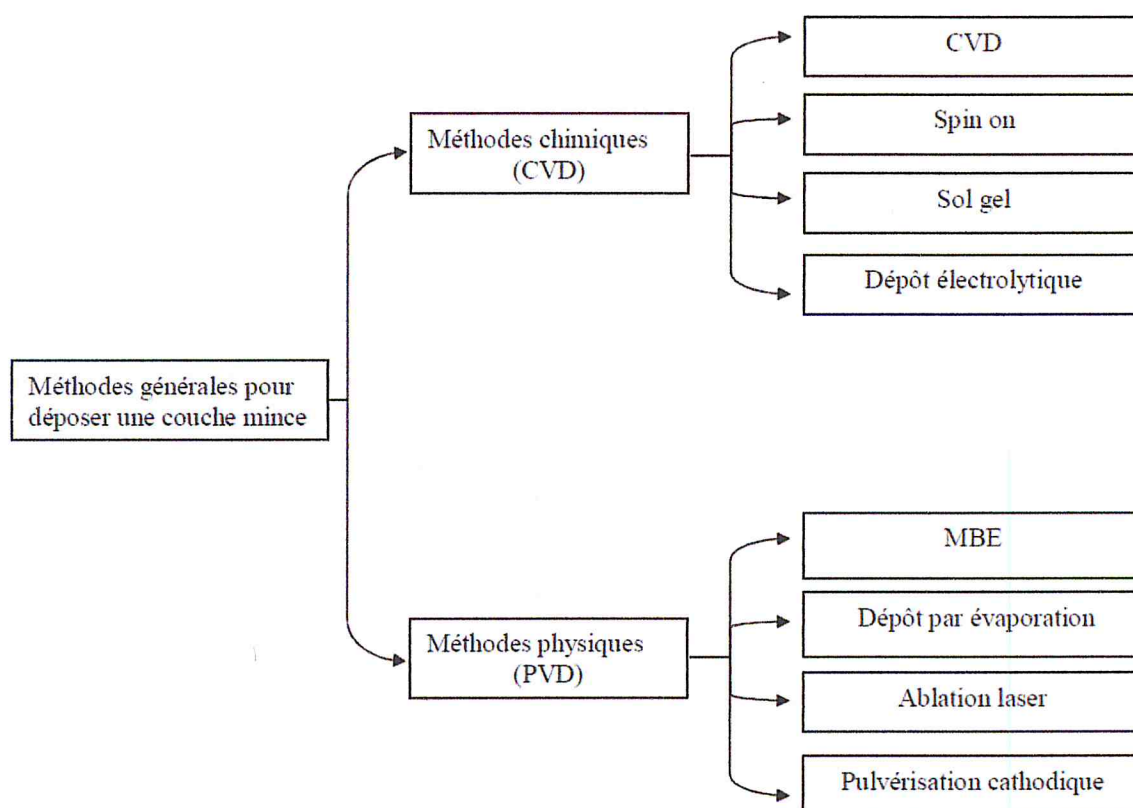 CVD
Méthodes chimiques
(CVD)
Spin on
Sol gel
Dépôt électrolytique
Méthodes générales pour
déposer une couche mince
MBE
Méthodes physiques
(PVD)
Dépôt par évaporation
Ablation laser
Pulvérisation cathodique